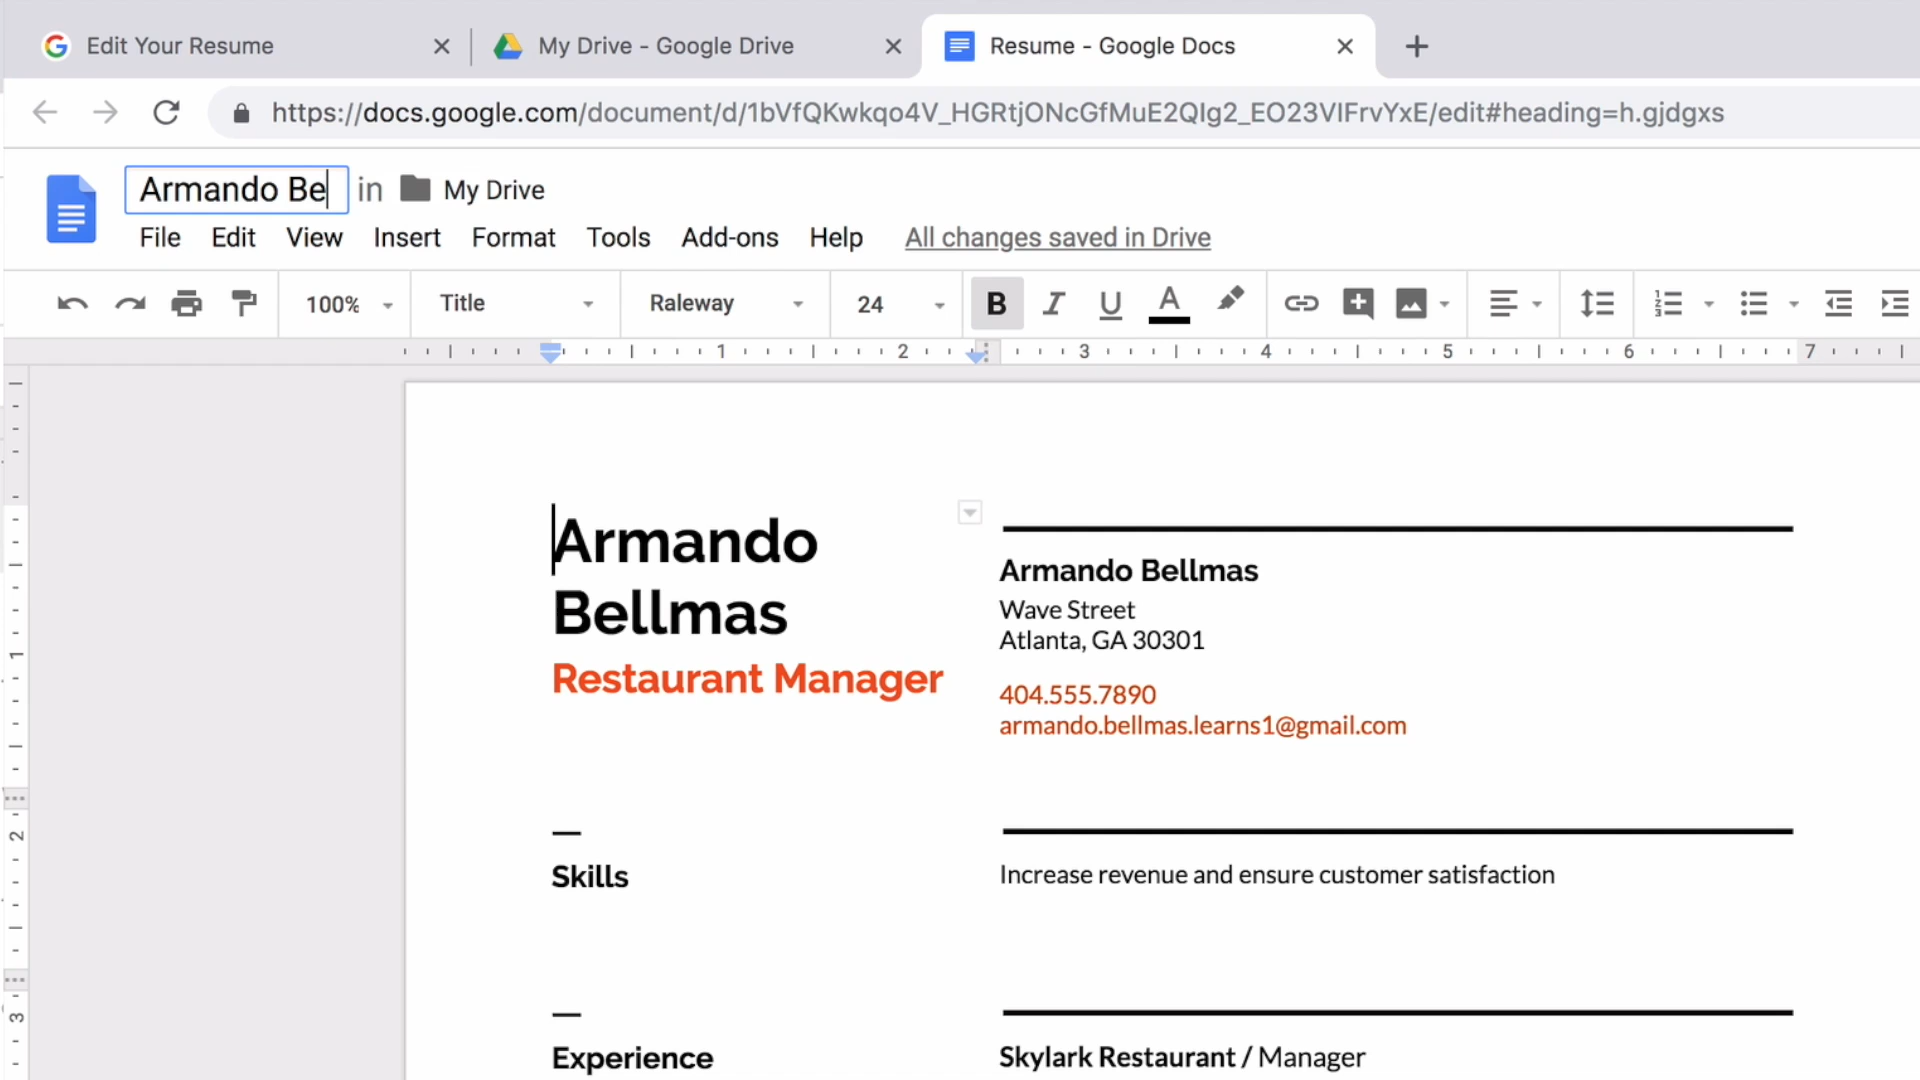 Edit Your Resume
My Drive - Google Drive
Resume - Google Docs
https://docs.google.com/document/d/1bVfQKwkqo4V_HGRtjONcGfMuE2QIg2_EO23VIFrvYxE/edit#heading=h.gjdgxs
Armando Be in My Drive
File Edit View Insert Format Tools Add-ons Help All changes saved in Drive
100% Title Raleway 24 B I U A
1 2 3 4 5 6 7
Armando
Bellmas
Restaurant Manager
Armando Bellmas
Wave Street
Atlanta, GA 30301
404.555.7890
armando.bellmas.learns1@gmail.com
Skills
Increase revenue and ensure customer satisfaction
Experience
Skylark Restaurant / Manager
1
2
3